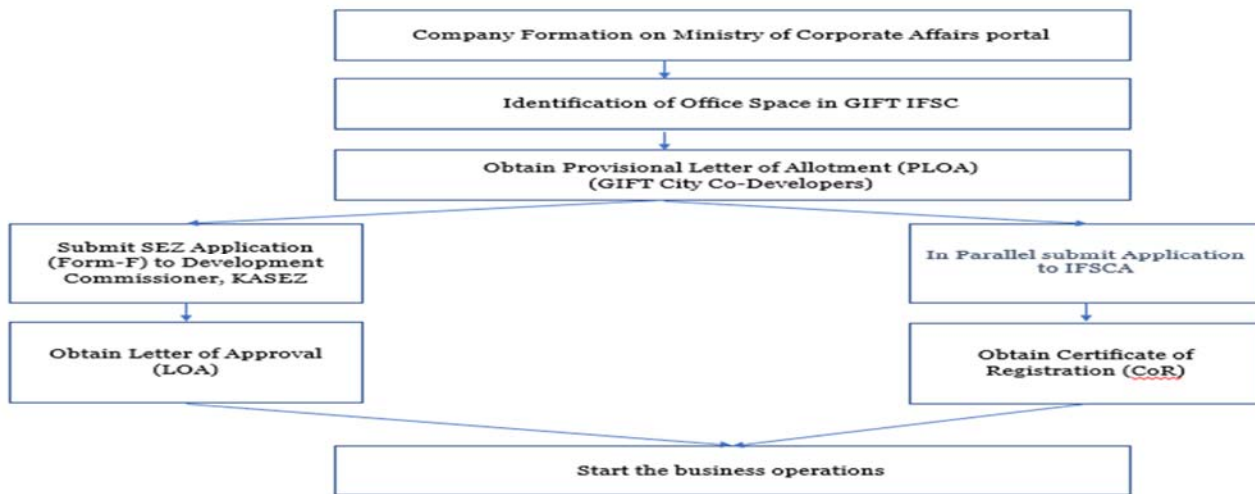 Company Formation on Ministry of Corporate Affairs portal
Identification of Office Space in GIFT IFSC
Obtain Provisional Letter of Allotment (PLOA)
(GIFT City Co-Developers)
Submit SEZ Application
(Form-F) to Development
Commissioner, KASEZ
In Parallel submit Application
to IFSCA
Obtain Letter of Approval
(LOA)
Obtain Certificate of
Registration (CoR)
Start the business operations